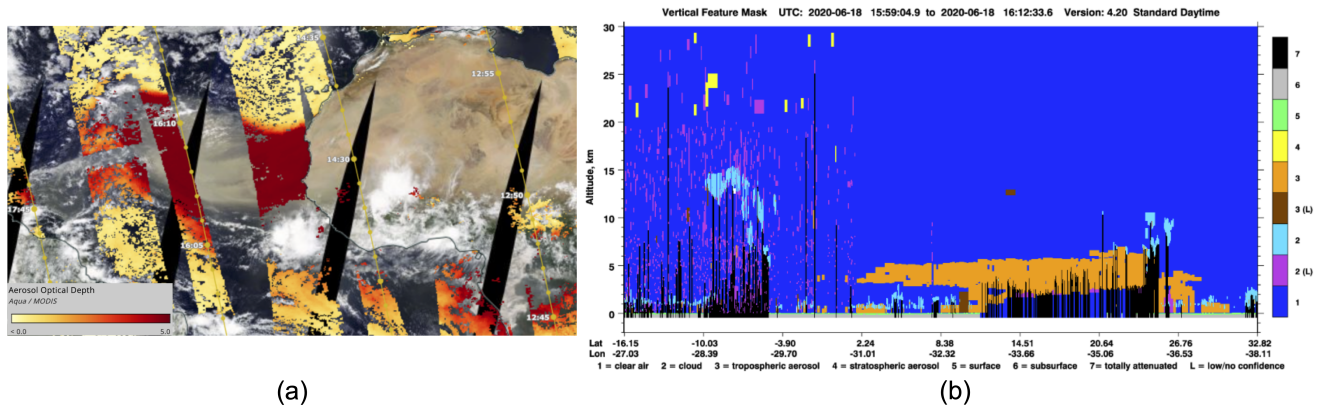 14:35
12:55
16:10
14:30
12:50
17:45
16:05
12:45
Aerosol Optical Depth
Aqua / MODIS
< 0.0 5.0
(a)
Vertical Feature Mask UTC: 2020-06-18 15:59:04.9 to 2020-06-18 16:12:33.6 Version: 4.20 Standard Daytime
Altitude, km
30
25
20
15
10
5
0
Lat -16.15 -10.03 -3.90 2.24 8.38 14.51 20.64 26.76 32.82
Lon -27.03 -28.39 -29.70 -31.01 -32.32 -33.66 -35.06 -36.53 -38.11
1 = clear air 2 = cloud 3 = tropospheric aerosol 4 = stratospheric aerosol 5 = surface 6 = subsurface 7 = totally attenuated L = low/no confidence
7
6
5
4
3
3 (L)
2
2 (L)
1
(b)